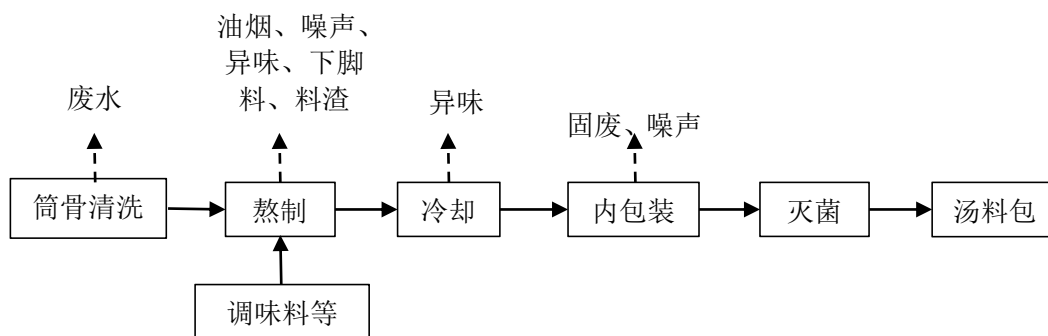 油烟、噪声、
异味、下脚
料、料渣
废水
异味
固废、噪声
筒骨清洗
熬制
冷却
内包装
灭菌
汤料包
调味料等